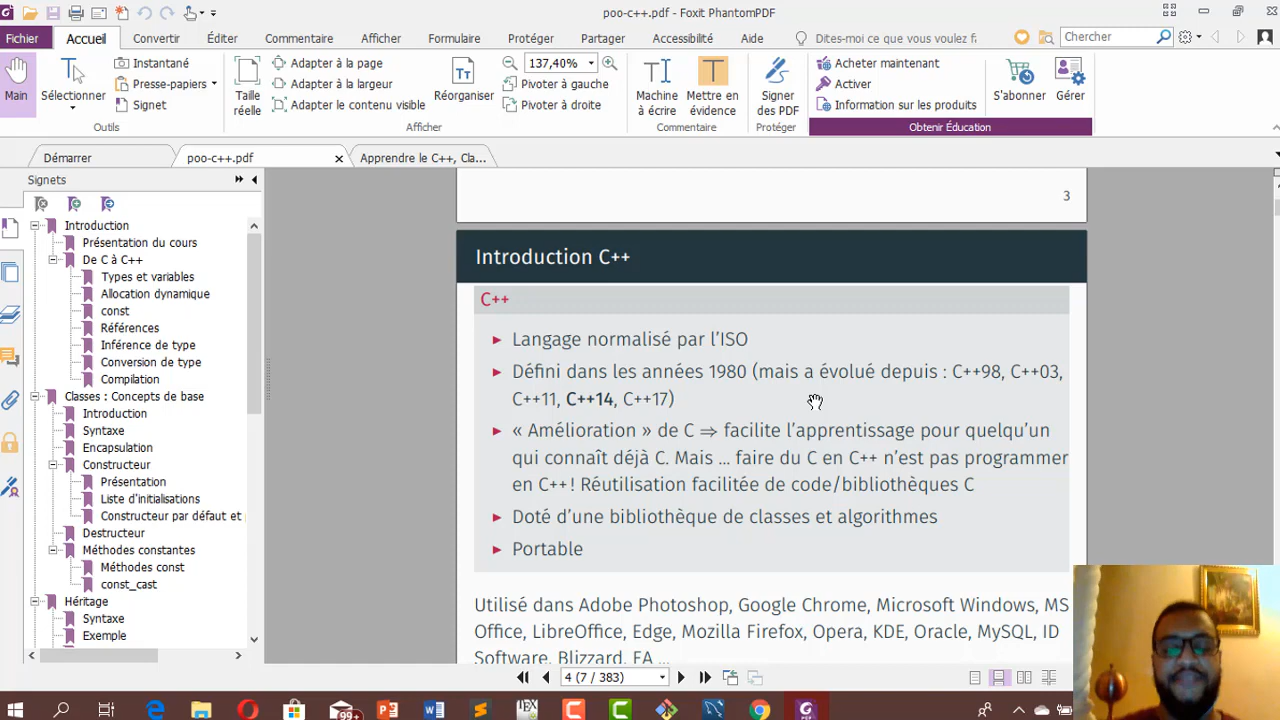 poo-c++.pdf - Foxit PhantomPDF
Fichier
Accueil
Convertir
Éditer
Commentaire
Afficher
Formulaire
Protéger
Partager
Accessibilité
Aide
Dites-moi ce que vous voulez f
Chercher
Main
Sélectionner
Instantané
Presse-papiers
Signet
Outils
Taille
réelle
Adapter à la page
Adapter à la largeur
Adapter le contenu visible
Réorganiser
137,40%
Pivoter à gauche
Pivoter à droite
Afficher
Machine
à écrire
Mettre en
évidence
Commentaire
Signer
des PDF
Protéger
Acheter maintenant
Activer
Information sur les produits
S'abonner
Gérer
Obtenir Éducation
Démarrer
poo-c++.pdf
Apprendre le C++, Cla...
Signets
Introduction
Présentation du cours
De C à C++
Types et variables
Allocation dynamique
const
Références
Inférence de type
Conversion de type
Compilation
Classes : Concepts de base
Introduction
Syntaxe
Encapsulation
Constructeur
Présentation
Liste d'initialisations
Constructeur par défaut et
Destructeur
Méthodes constantes
Méthodes const
const_cast
Héritage
Syntaxe
Exemple
3
Introduction C++
C++
Langage normalisé par l'ISO
Défini dans les années 1980 (mais a évolué depuis : C++98, C++03,
C++11, C++14, C++17)
« Amélioration » de C ⇒ facilite l'apprentissage pour quelqu'un
qui connaît déjà C. Mais ... faire du C en C++ n'est pas programmer
en C++ ! Réutilisation facilitée de code/bibliothèques C
Doté d'une bibliothèque de classes et algorithmes
Portable
Utilisé dans Adobe Photoshop, Google Chrome, Microsoft Windows, MS
Office, LibreOffice, Edge, Mozilla Firefox, Opera, KDE, Oracle, MySQL, ID
Software, Blizzard, EA ...
4 (7 / 383)
99+